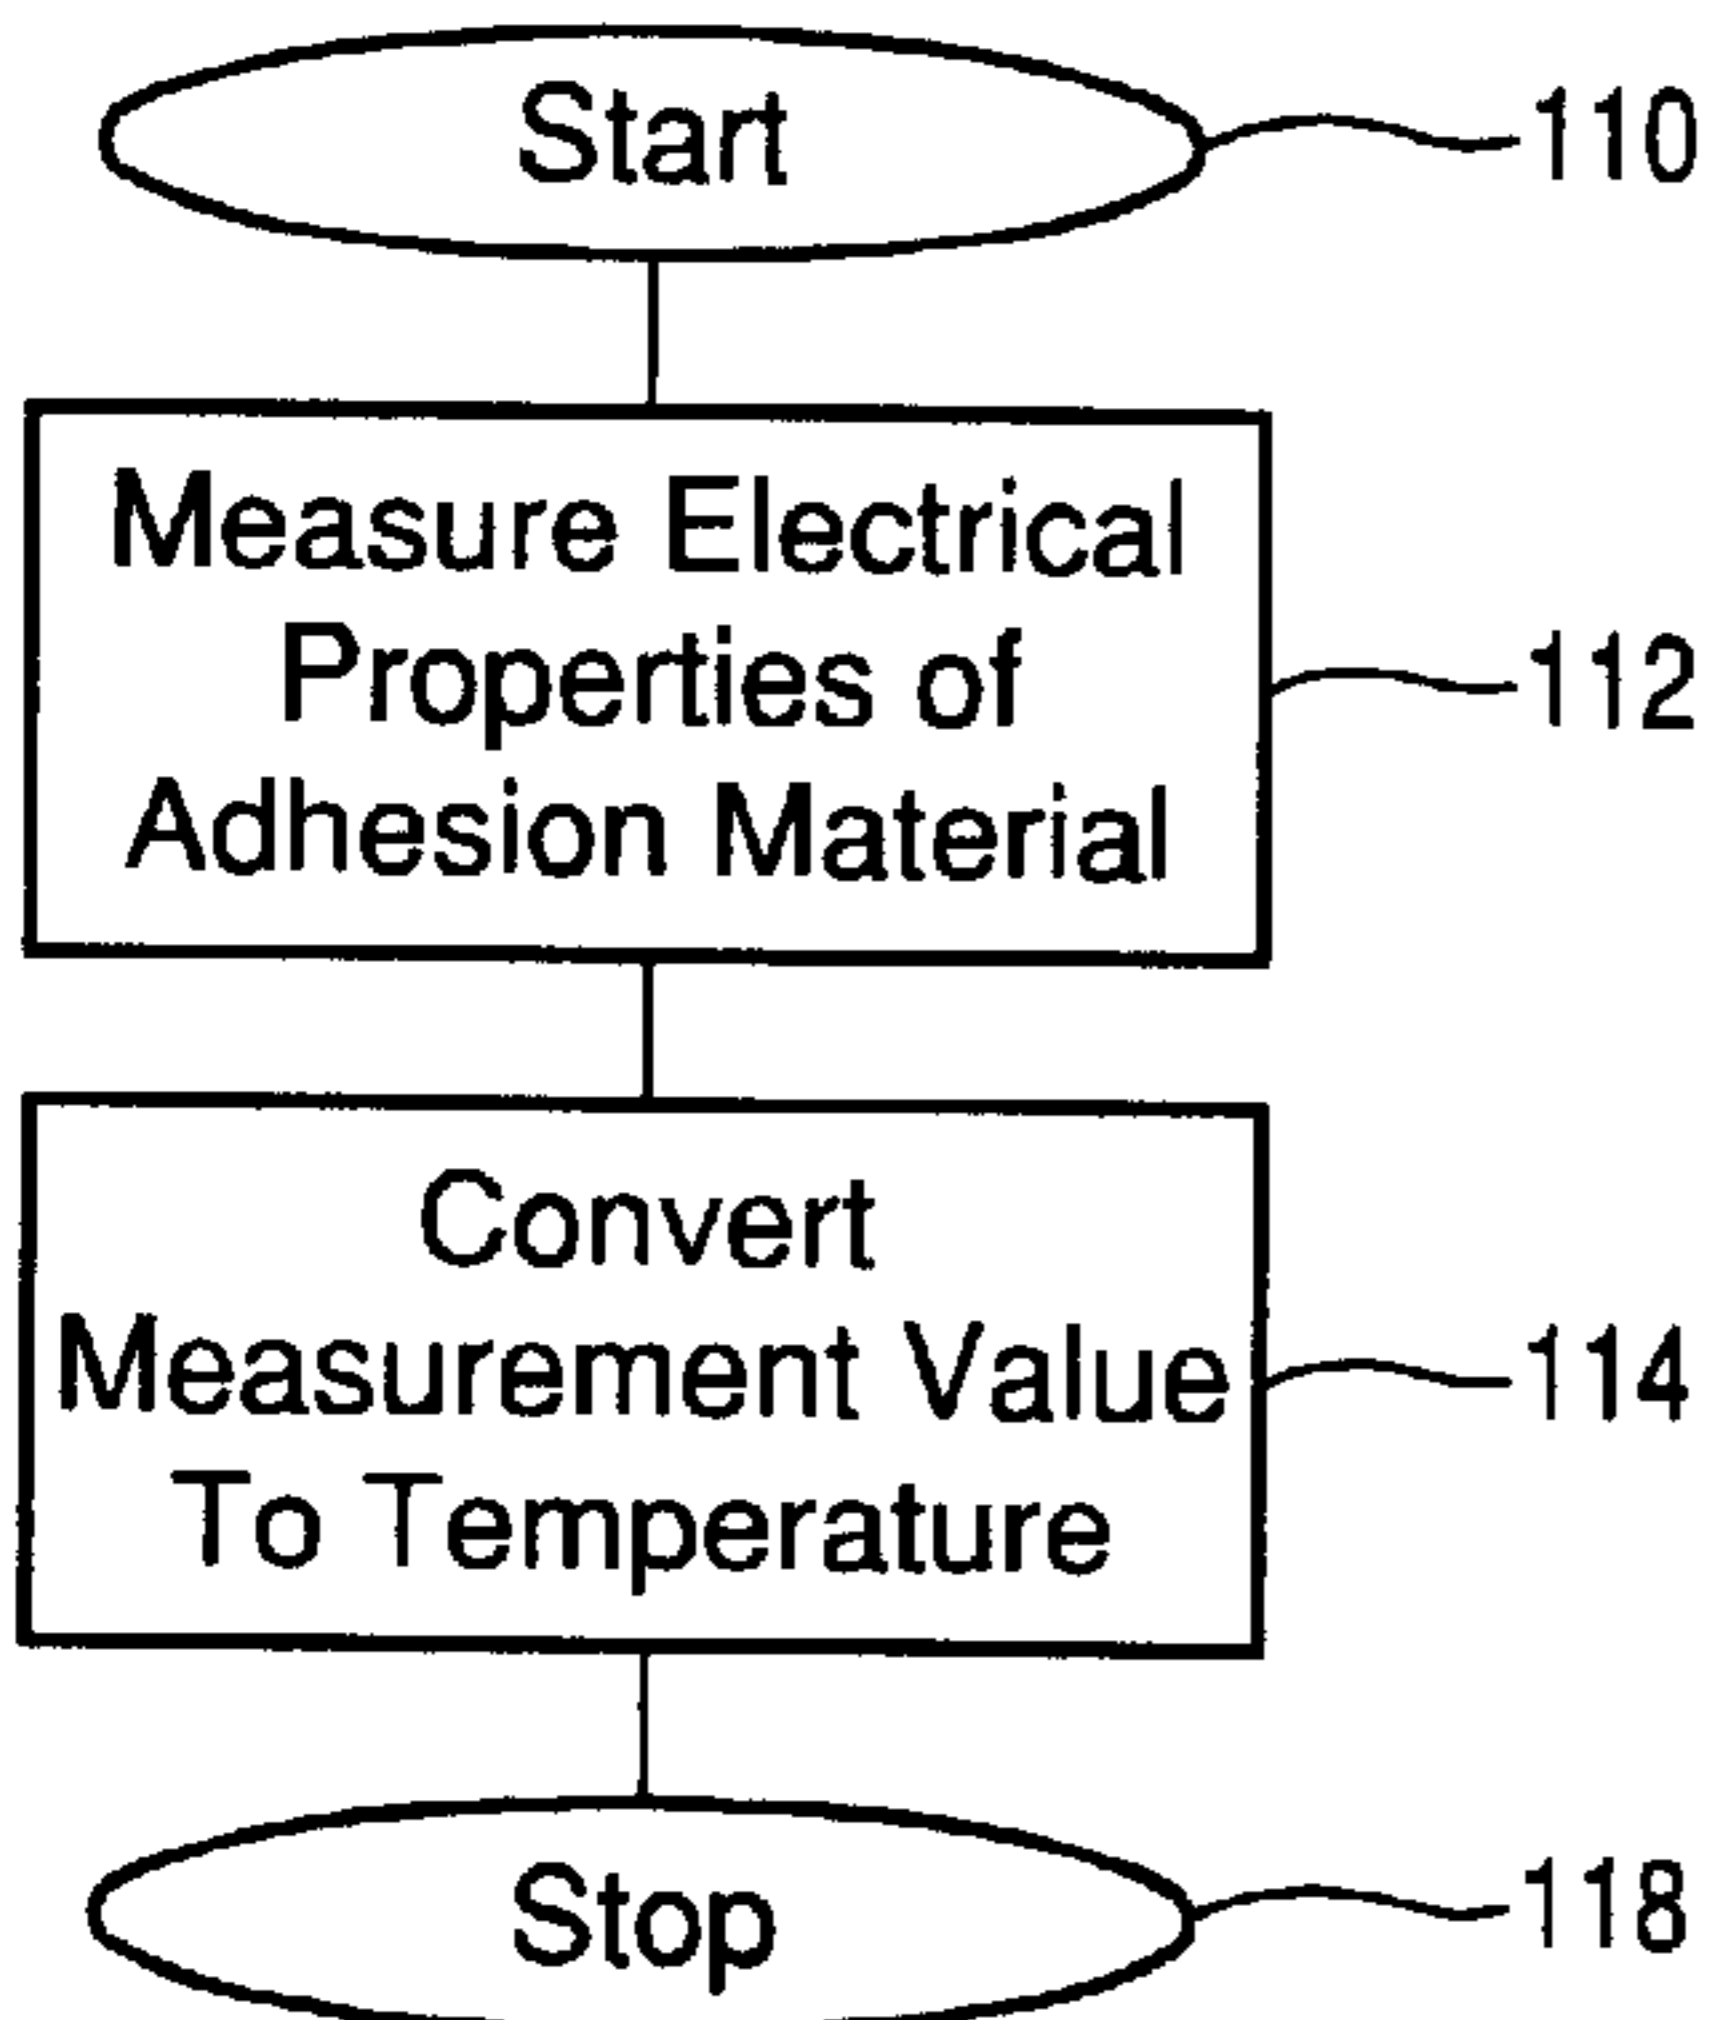 Start
110
Measure Electrical
Properties of
112
Adhesion Material
Convert
Measurement Value
114
To Temperature
Stop
118